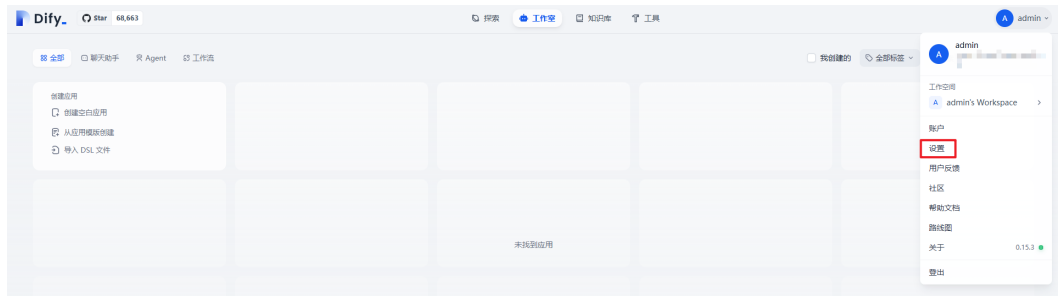 Dify_
Star 68,663
探索
工作室
知识库
工具
A admin
全部
聊天助手
Agent
工作流
我创建的
全部标签
创建应用
创建空白应用
从应用模版创建
导入 DSL 文件
未找到应用
A admin
工作空间
A admin's Workspace
账户
设置
用户反馈
社区
帮助文档
路线图
关于 0.15.3
登出